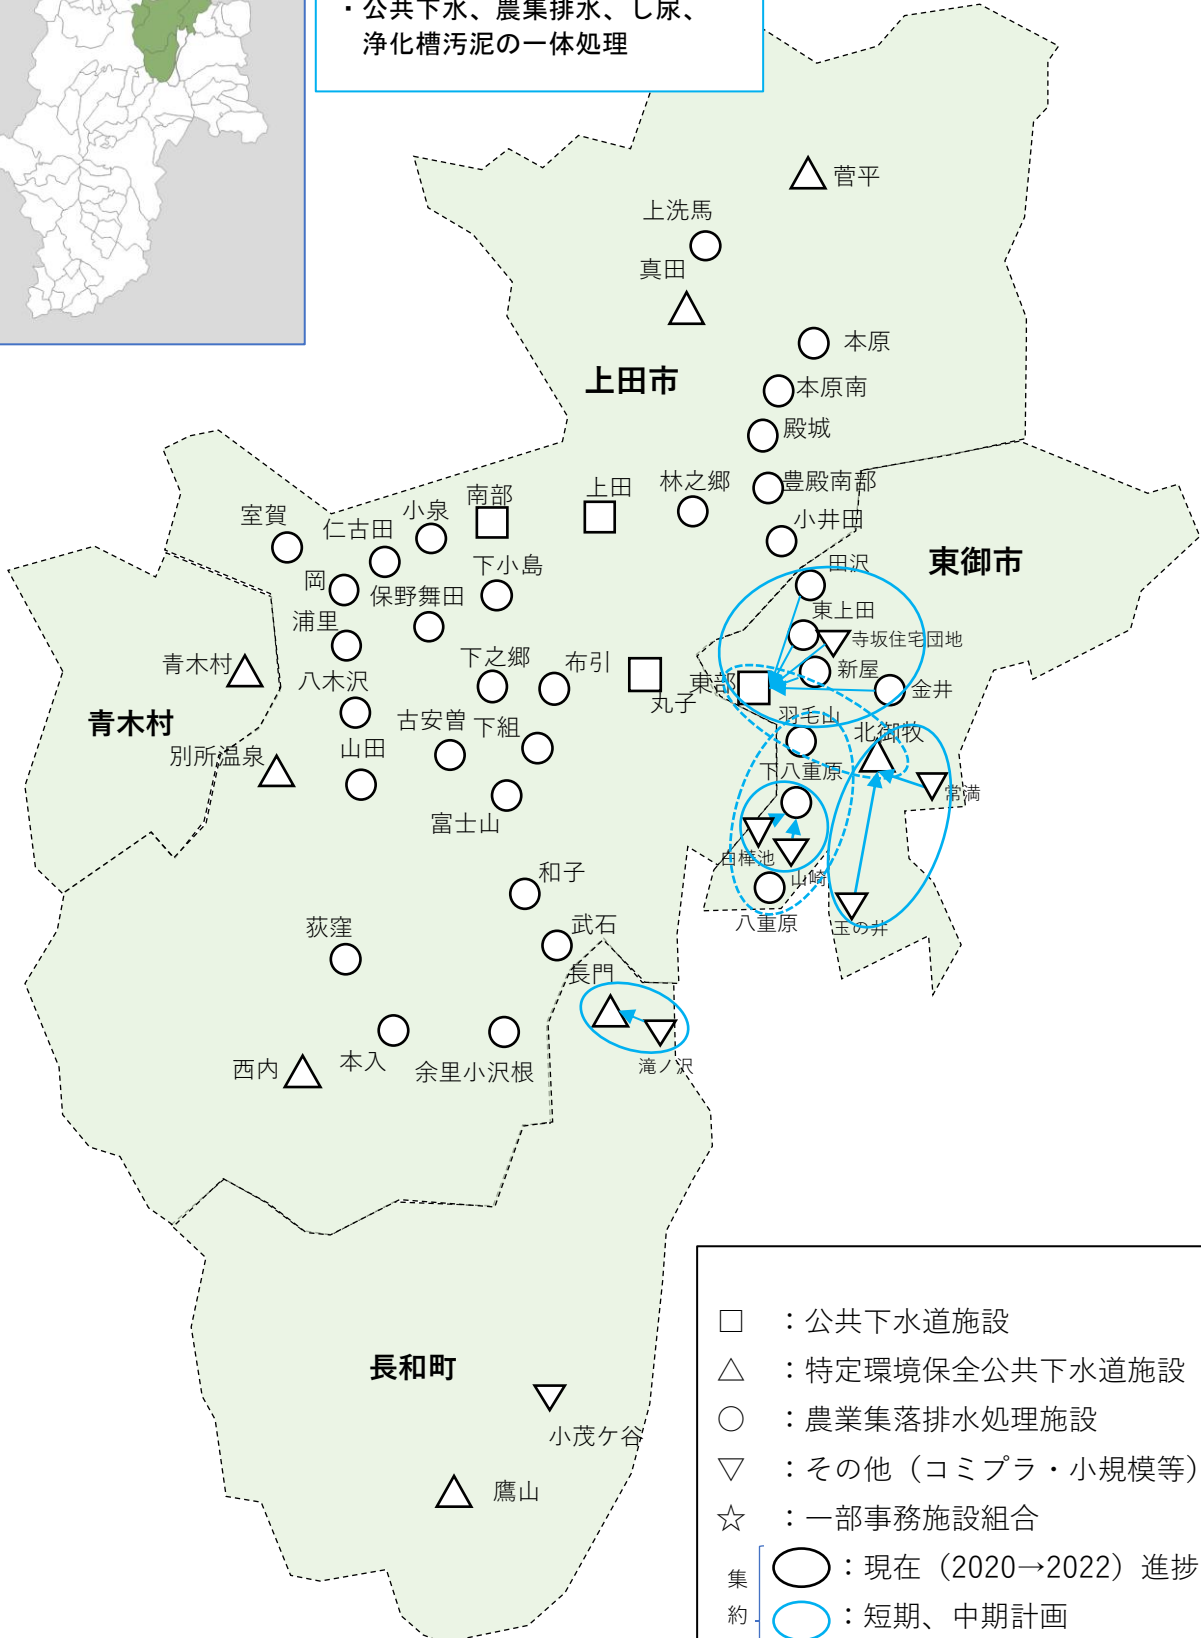 ・公共下水、農集排水、し尿、
浄化槽汚泥の一体処理
菅平
上洗馬
真田
本原
上田市
本原南
殿城
林之郷
豊殿南部
上田
南部
小泉
仁古田
室賀
小井田
東御市
田沢
下小島
岡
保野舞田
浦里
東上田
寺坂住宅団地
青木村
八木沢
下之郷
布引
丸子
東部
新屋
金井
青木村
古安曽
下組
羽毛山
北御牧
山田
別所温泉
下八重原
常満
富士山
白樺池
山崎
和子
八重原
玉の井
荻窪
武石
長門
西内
本入
余里小沢根
滝ノ沢
長和町
小茂ケ谷
鷹山
□ ：公共下水道施設
△ ：特定環境保全公共下水道施設
○ ：農業集落排水処理施設
▽ ：その他（コミプラ・小規模等）
☆ ：一部事務施設組合
集約
：現在（2020→2022）進捗
：短期、中期計画